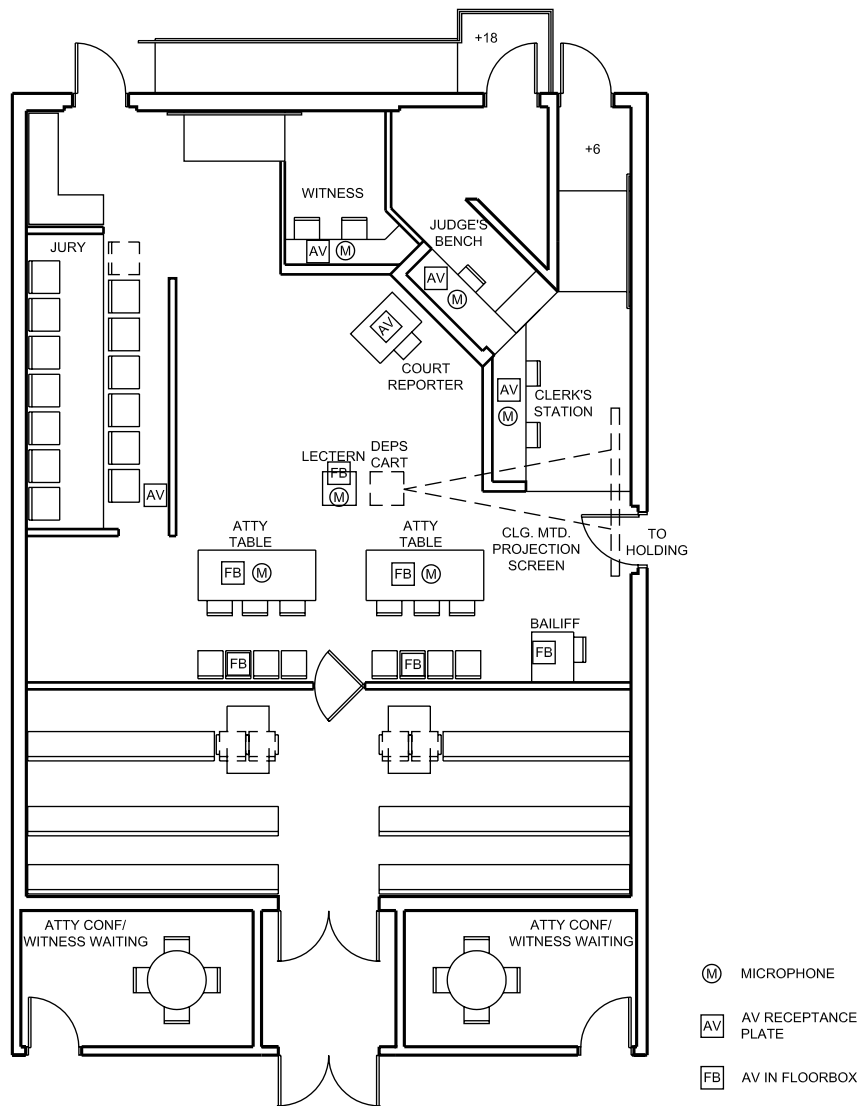 +18
+6
WITNESS
JUDGE'S
BENCH
JURY
AV
M
AV
M
AV
COURT
REPORTER
AV
CLERK'S
STATION
M
LECTERN
DEPS
CART
FB
M
AV
ATTY
TABLE
ATTY
TABLE
CLG. MTD.
PROJECTION
SCREEN
TO
HOLDING
FB
M
FB
M
BAILIFF
FB
FB
FB
ATTY CONF/
WITNESS WAITING
ATTY CONF/
WITNESS WAITING
M MICROPHONE
AV AV RECEPTANCE
PLATE
FB AV IN FLOORBOX